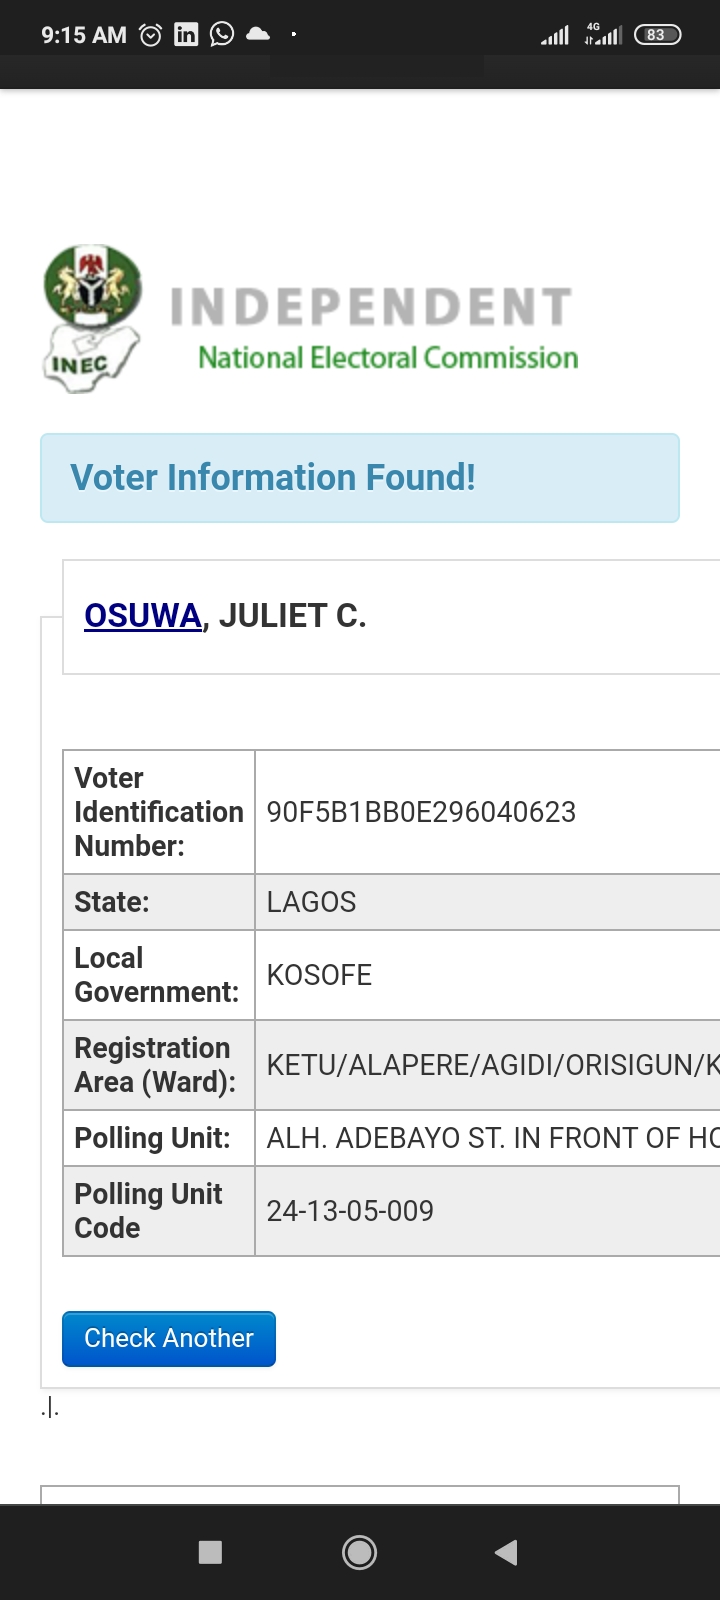 9:15 AM
4G
83
INEC
INDEPENDENT
National Electoral Commission
Voter Information Found!
OSUWA, JULIET C.
Voter
Identification
Number:
90F5B1BB0E296040623
State:
LAGOS
Local
Government:
KOSOFE
Registration
Area (Ward):
KETU/ALAPERE/AGIDI/ORISIGUN/K
Polling Unit:
ALH. ADEBAYO ST. IN FRONT OF HO
Polling Unit
Code
24-13-05-009
Check Another
.|.